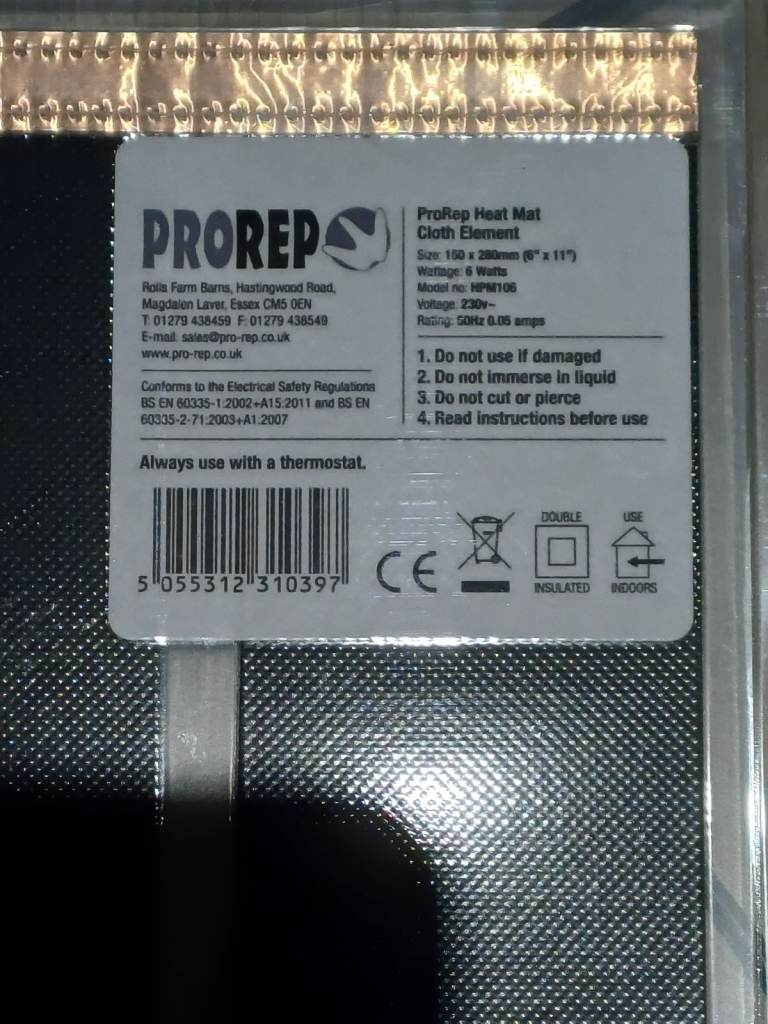 PROREP
Rolls Farm Barns, Hastingwood Road,
Magdalen Laver, Essex CM5 0EN
T: 01279 438459 F: 01279 438549
E-mail: sales@pro-rep.co.uk
www.pro-rep.co.uk
Conforms to the Electrical Safety Regulations
BS EN 60335-1:2002+A15:2011 and BS EN
60335-2-71:2003+A1:2007
ProRep Heat Mat
Cloth Element
Size: 150 x 280mm (6" x 11")
Wattage: 6 Watts
Model no: HPM106
Voltage: 230v~
Rating: 50Hz 0.05 amps
1. Do not use if damaged
2. Do not immerse in liquid
3. Do not cut or pierce
4. Read instructions before use
Always use with a thermostat.
5 055312 310397
CE
DOUBLE
INSULATED
USE
INDOORS